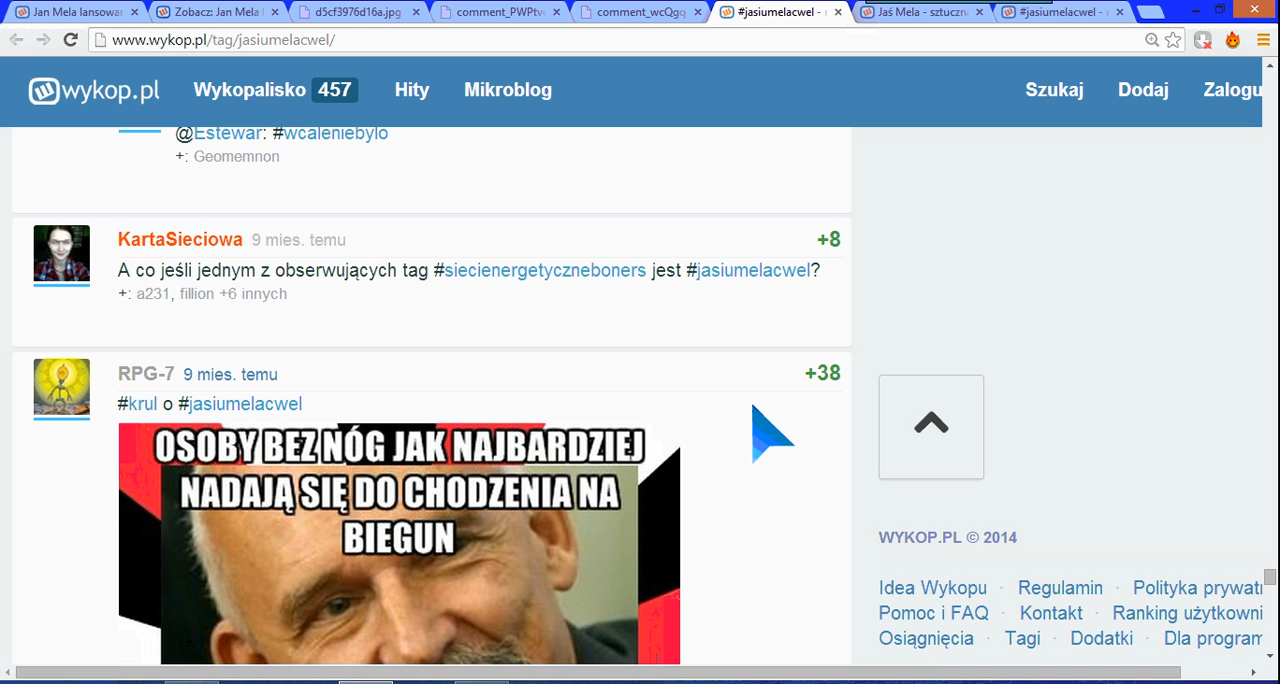 Jan Mela lansowar
Zobacz: Jan Mela
d5cf3976d16a.jpg
comment_PWPtw
comment_wcQgq
#jasiumelacwel -
Jaś Mela - sztuczn
#jasiumelacwel -
www.wykop.pl/tag/jasiumelacwel/
wykop.pl
Wykopalisko 457
Hity
Mikroblog
Szukaj
Dodaj
Zalogu
@Estewar: #wcaleniebylo
+: Geomemnon
KartaSieciowa 9 mies. temu
+8
A co jeśli jednym z obserwujących tag #siecienergetyczneboners jest #jasiumelacwel?
+: a231, fillion +6 innych
RPG-7 9 mies. temu
+38
#krul o #jasiumelacwel
OSOBY BEZ NÓG JAK NAJBARDZIEJ
NADAJĄ SIĘ DO CHODZENIA NA
BIEGUN
WYKOP.PL © 2014
Idea Wykopu · Regulamin · Polityka prywati
Pomoc i FAQ · Kontakt · Ranking użytkowni
Osiągnięcia · Tagi · Dodatki · Dla program